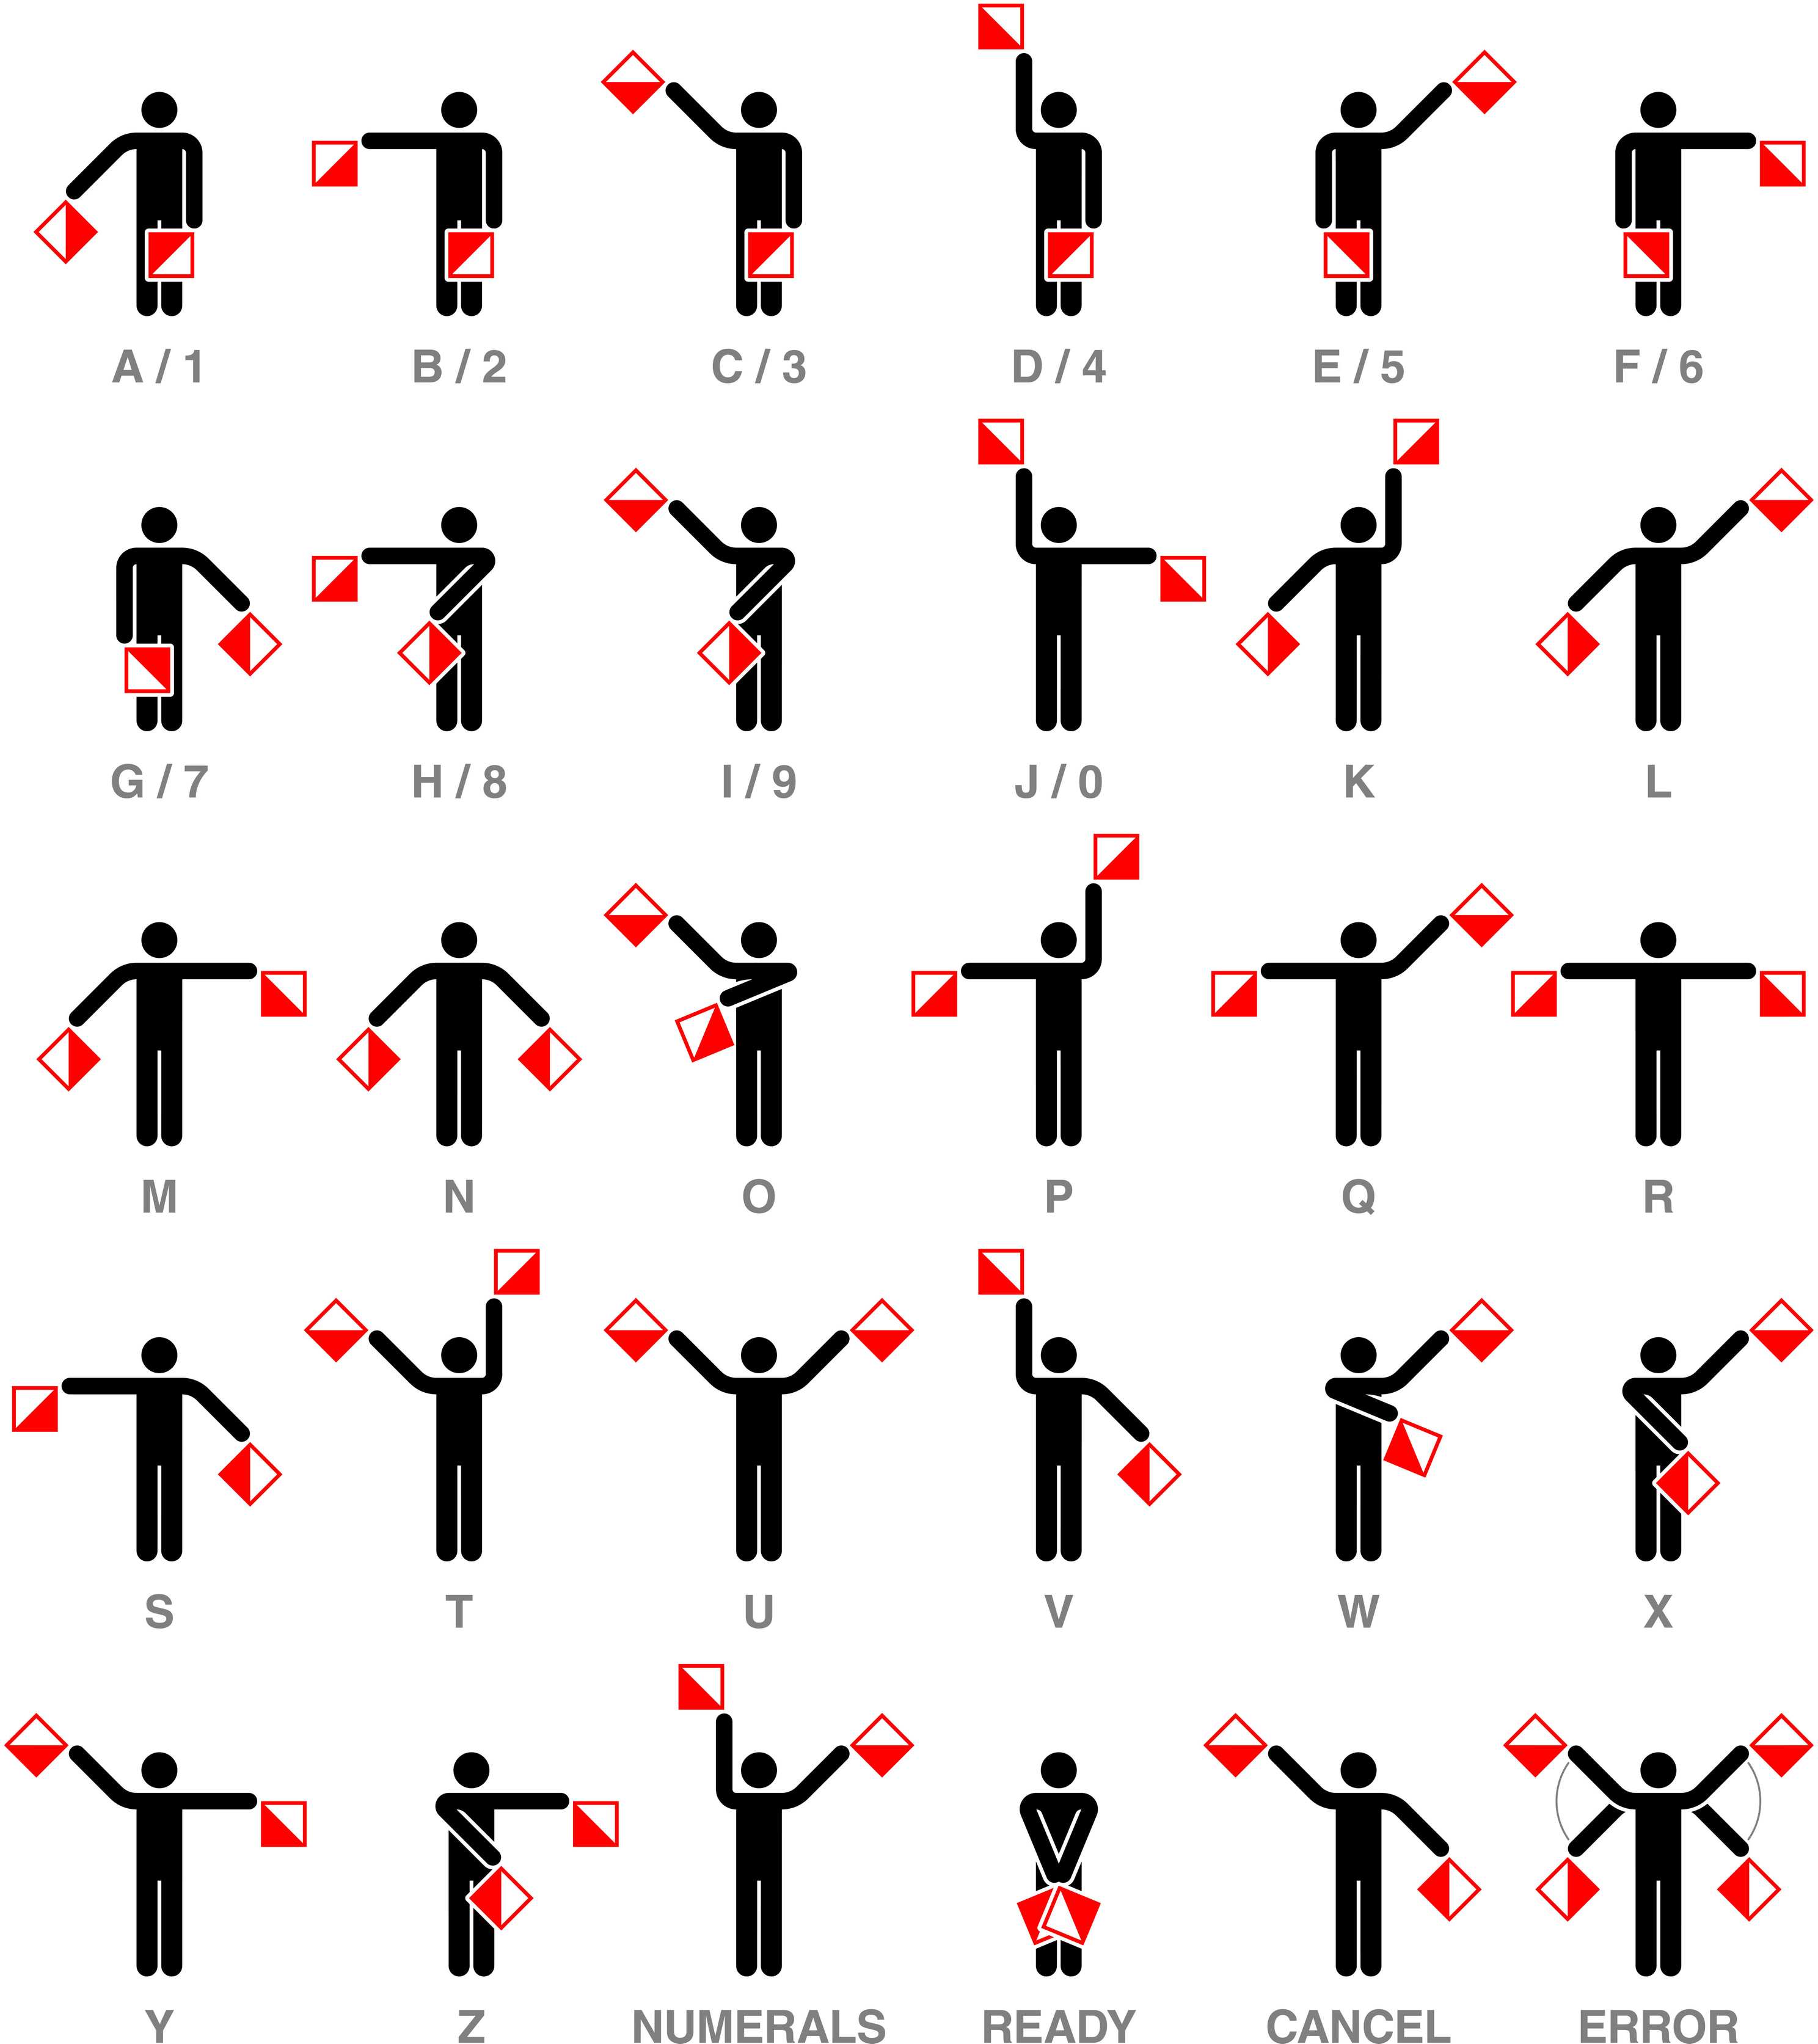 A / 1 B / 2 C / 3 D / 4 E / 5 F / 6
G / 7 H / 8 I / 9 J / 0 K L
M N O P Q R
S T U V W X
Y Z NUMERALS READY CANCEL ERROR